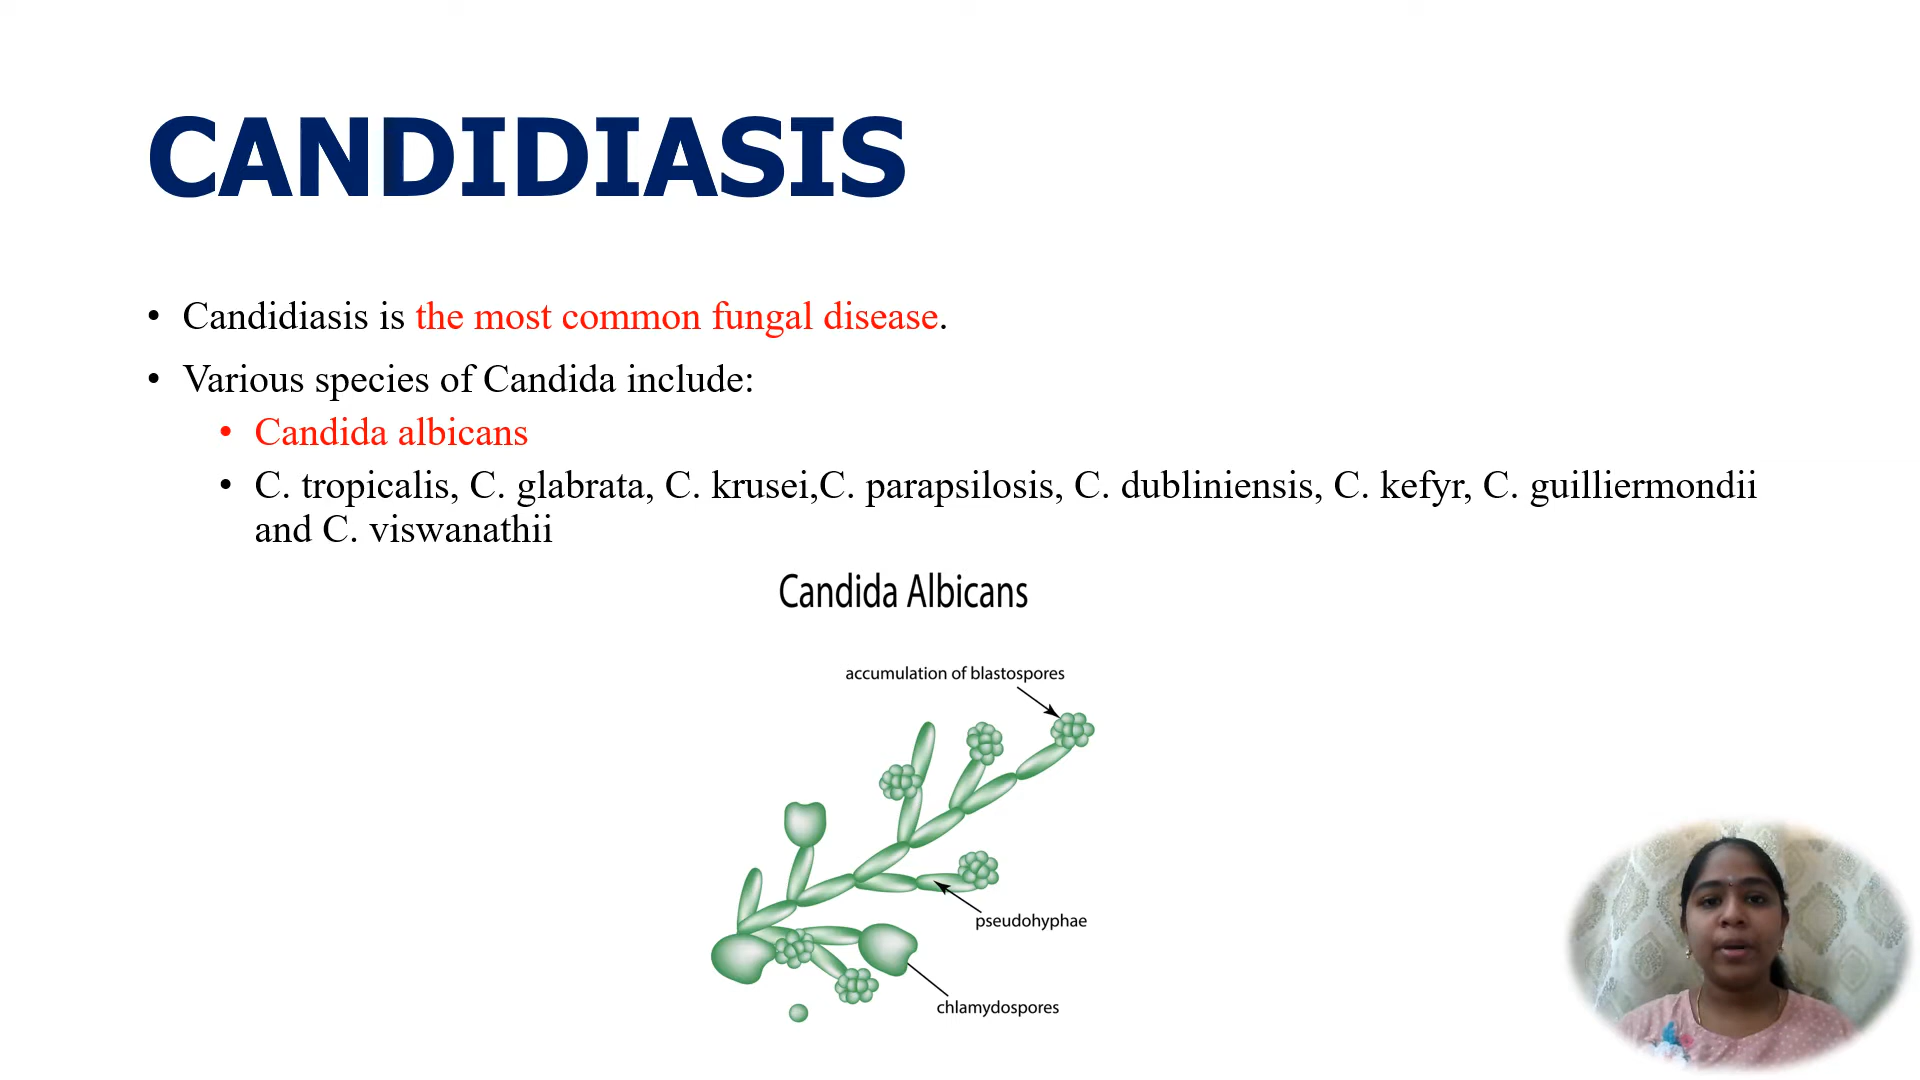 CANDIDIASIS
• Candidiasis is the most common fungal disease.
• Various species of Candida include:
• Candida albicans
• C. tropicalis, C. glabrata, C. krusei,C. parapsilosis, C. dubliniensis, C. kefyr, C. guilliermondii
and C. viswanathii
Candida Albicans
accumulation of blastospores
pseudohyphae
chlamydospores